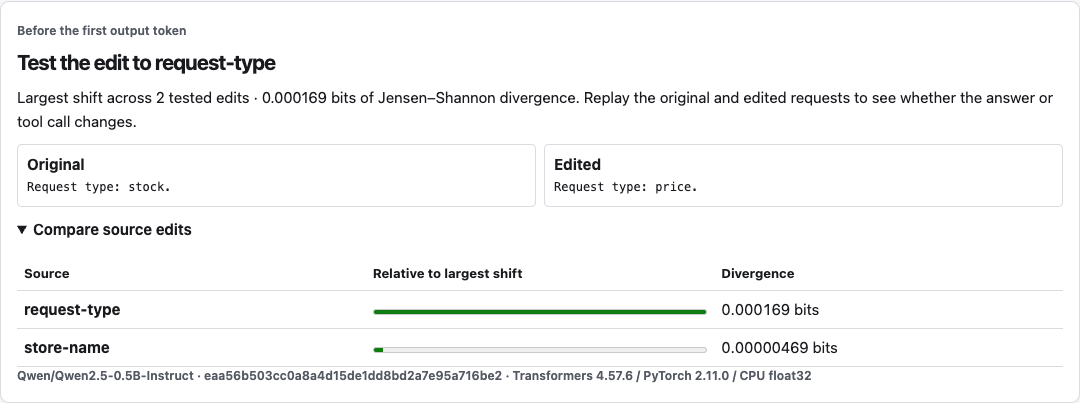 Before the first output token
Test the edit to request-type
Largest shift across 2 tested edits · 0.000169 bits of Jensen–Shannon divergence. Replay the original and edited requests to see whether the answer or
tool call changes.
Original
Request type: stock.
Edited
Request type: price.
▼ Compare source edits
Source Relative to largest shift Divergence
request-type 0.000169 bits
store-name 0.00000469 bits
Qwen/Qwen2.5-0.5B-Instruct · eaa56b503cc0a8a4d15de1dd8bd2a7e95a716be2 · Transformers 4.57.6 / PyTorch 2.11.0 / CPU float32